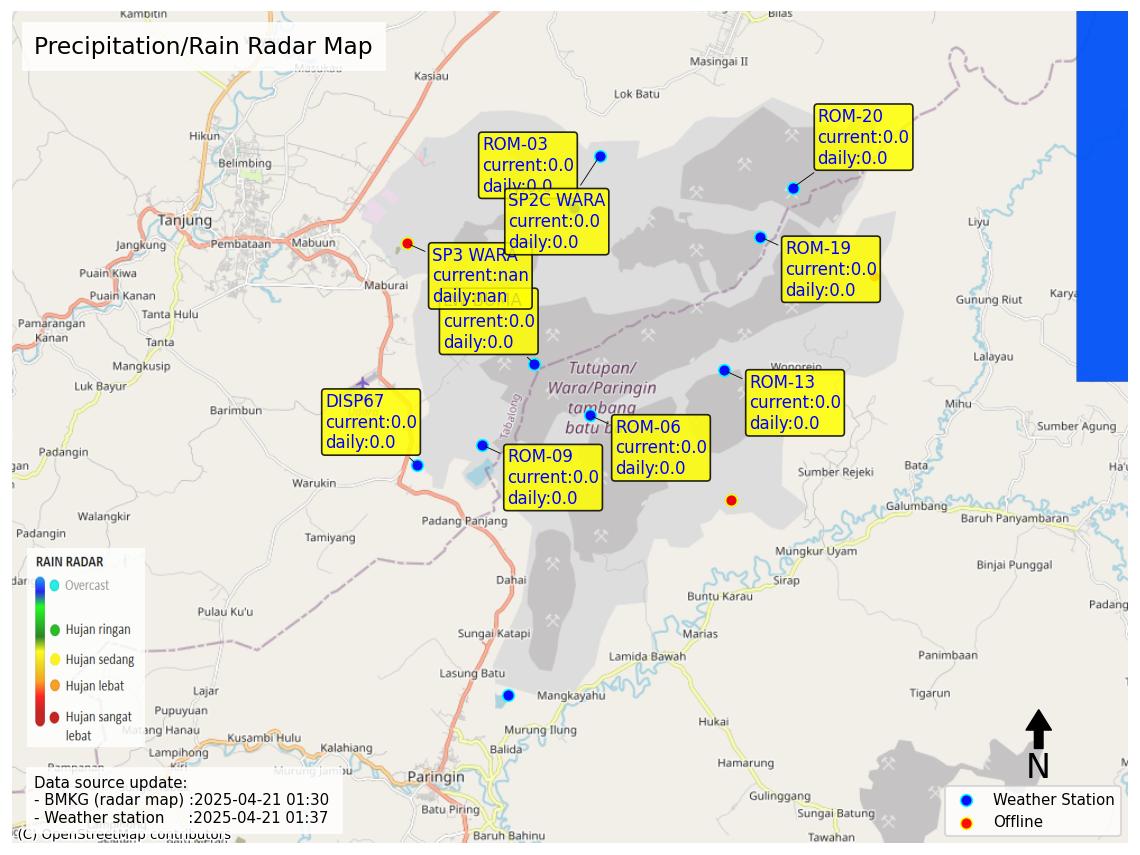 Kambitin
Bilas
Precipitation/Rain Radar Map
Masukau
Kasiau
Masingai II
Lok Batu
ROM-20
current:0.0
daily:0.0
Hikun
ROM-03
current:0.0
daily:0.0
Belimbing
SP2C WARA
current:0.0
daily:0.0
Tanjung
Liyu
Jangkung
Pembataan
Mabuun
ROM-19
current:0.0
daily:0.0
SP3 WARA
current:nan
daily:nan
Puain Kiwa
Maburai
Puain Kanan
Gunung Riut
Karya
Tanta Hulu
current:0.0
daily:0.0
Pamarangan
Kanan
Tanta
Lalayau
Mangkusip
Tutupan/
Wara/Paringin
tambang
batu b
Wonorejo
Luk Bayur
ROM-13
current:0.0
daily:0.0
DISP67
current:0.0
daily:0.0
Barimbun
Tabalong
Mihu
ROM-06
current:0.0
daily:0.0
Sumber Agung
gan
Padangin
ROM-09
current:0.0
daily:0.0
Bata
Sumber Rejeki
Warukin
Galumbang
Walangkir
Padang Panjang
Baruh Panyambaran
Padangin
Tamiyang
Mungkur Uyam
RAIN RADAR
Overcast
Hujan ringan
Hujan sedang
Hujan lebat
Hujan sangat
lebat
Binjai Punggal
Dahai
Sirap
Buntu Karau
Padang
Pulau Ku'u
Sungai Katapi
Marias
Lamida Bawah
Panimbaan
Lasung Batu
Lajar
Mangkayahu
Tigarun
Pupuyuan
Matang Hanau
Hukai
Murung Ilung
Kusambi Hulu
Kalahiang
Lampihong
Kiri
Balida
Hamarung
N
Pampanan
Murung Jambu
Paringin
Data source update:
- BMKG (radar map) :2025-04-21 01:30
- Weather station :2025-04-21 01:37
Gulinggang
Weather Station
Offline
Batu Piring
Sungai Batung
(C) OpenStreetMap contributors
Baruh Bahinu
Tawahan